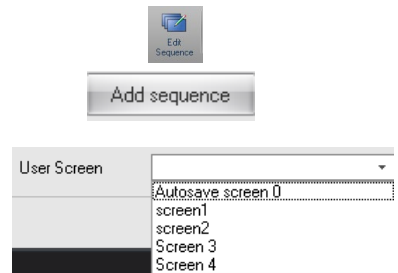 Edit
Sequence
Add sequence
User Screen
Autosave screen 0
screen1
screen2
Screen 3
Screen 4